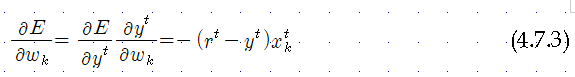 ∂E/∂w_k = ∂E/∂y^t ∂y^t/∂w_k = − (r^t − y^t)x_k^t (4.7.3)